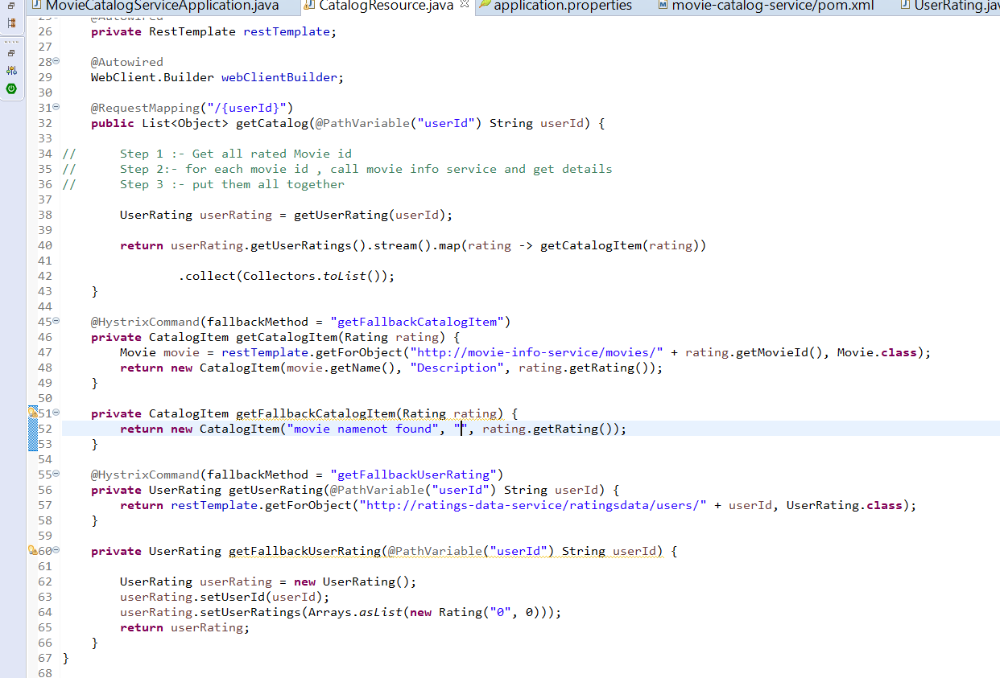 MovieCatalogServiceApplication.java CatalogResource.java application.properties movie-catalog-service/pom.xml UserRating.jav
25 @Autowired
26 private RestTemplate restTemplate;
27
28 @Autowired
29 WebClient.Builder webClientBuilder;
30
31 @RequestMapping("/{userId}")
32 public List<Object> getCatalog(@PathVariable("userId") String userId) {
33
34 // Step 1 :- Get all rated Movie id
35 // Step 2:- for each movie id , call movie info service and get details
36 // Step 3 :- put them all together
37
38 UserRating userRating = getUserRating(userId);
39
40 return userRating.getUserRatings().stream().map(rating -> getCatalogItem(rating))
41
42 .collect(Collectors.toList());
43 }
44
45 @HystrixCommand(fallbackMethod = "getFallbackCatalogItem")
46 private CatalogItem getCatalogItem(Rating rating) {
47 Movie movie = restTemplate.getForObject("http://movie-info-service/movies/" + rating.getMovieId(), Movie.class);
48 return new CatalogItem(movie.getName(), "Description", rating.getRating());
49 }
50
51 private CatalogItem getFallbackCatalogItem(Rating rating) {
52 return new CatalogItem("movie namenot found", "", rating.getRating());
53 }
54
55 @HystrixCommand(fallbackMethod = "getFallbackUserRating")
56 private UserRating getUserRating(@PathVariable("userId") String userId) {
57 return restTemplate.getForObject("http://ratings-data-service/ratingsdata/users/" + userId, UserRating.class);
58 }
59
60 private UserRating getFallbackUserRating(@PathVariable("userId") String userId) {
61
62 UserRating userRating = new UserRating();
63 userRating.setUserId(userId);
64 userRating.setUserRatings(Arrays.asList(new Rating("0", 0)));
65 return userRating;
66 }
67 }
68